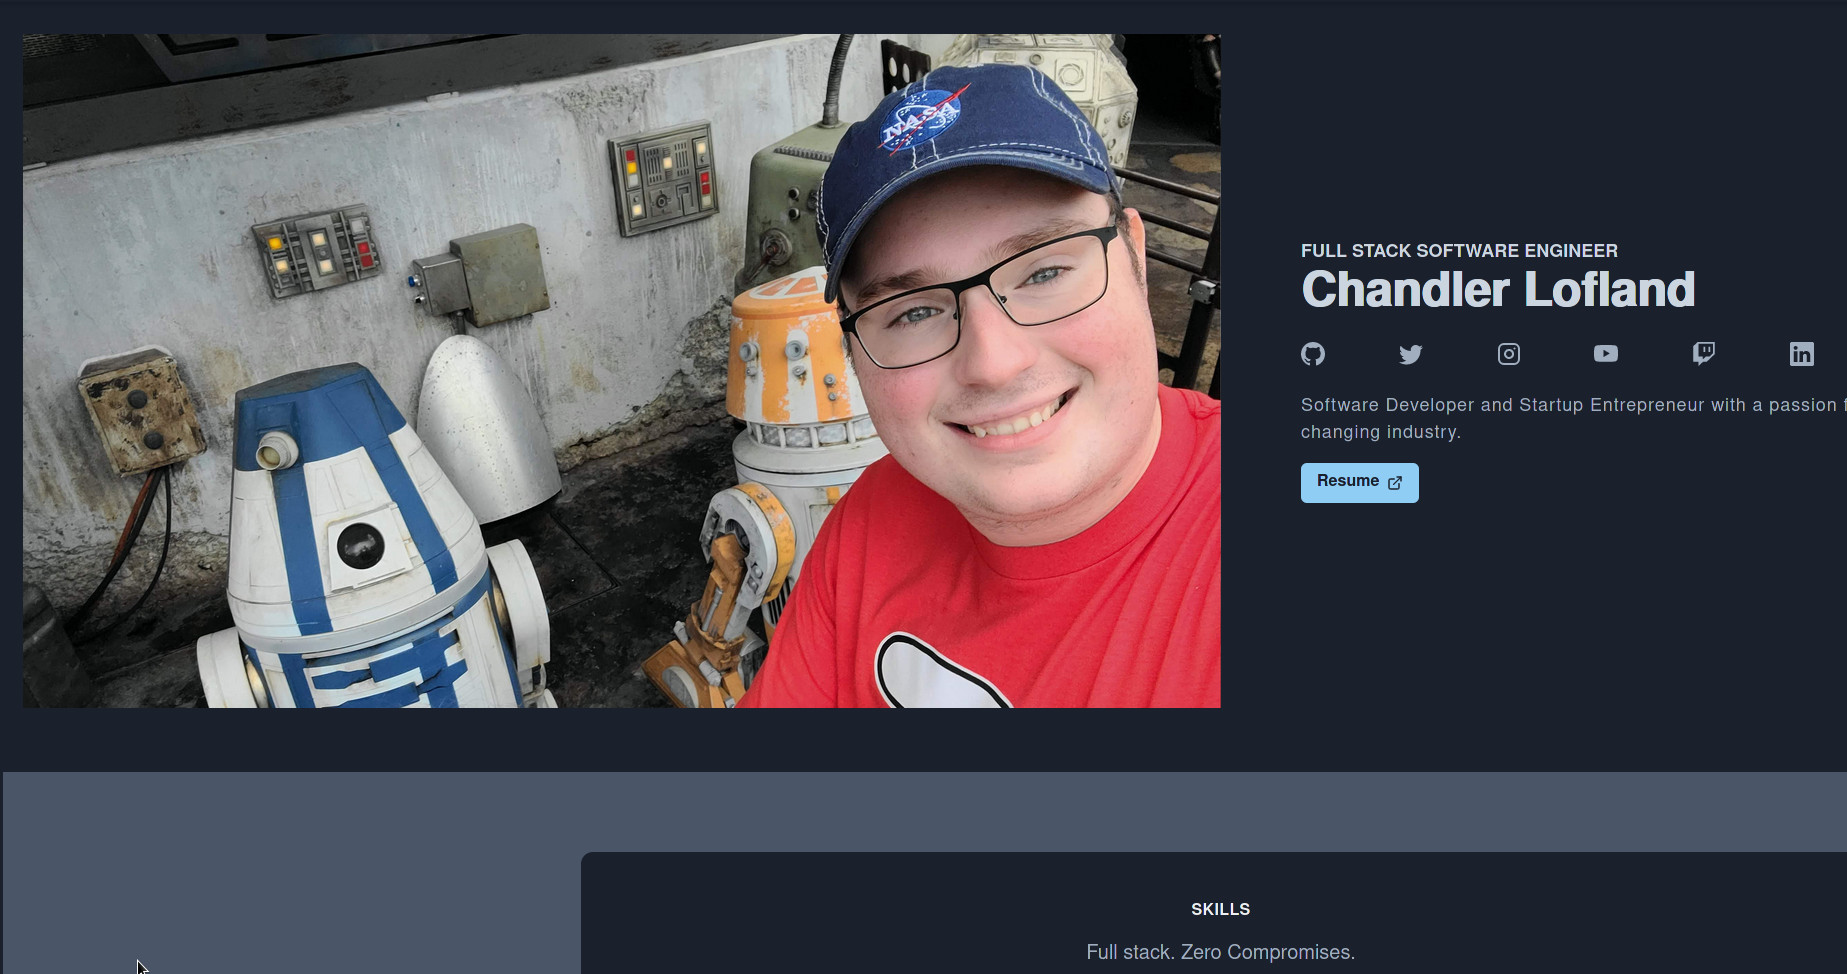 NASA
FULL STACK SOFTWARE ENGINEER
Chandler Lofland
Software Developer and Startup Entrepreneur with a passion
changing industry.
Resume
SKILLS
Full stack. Zero Compromises.